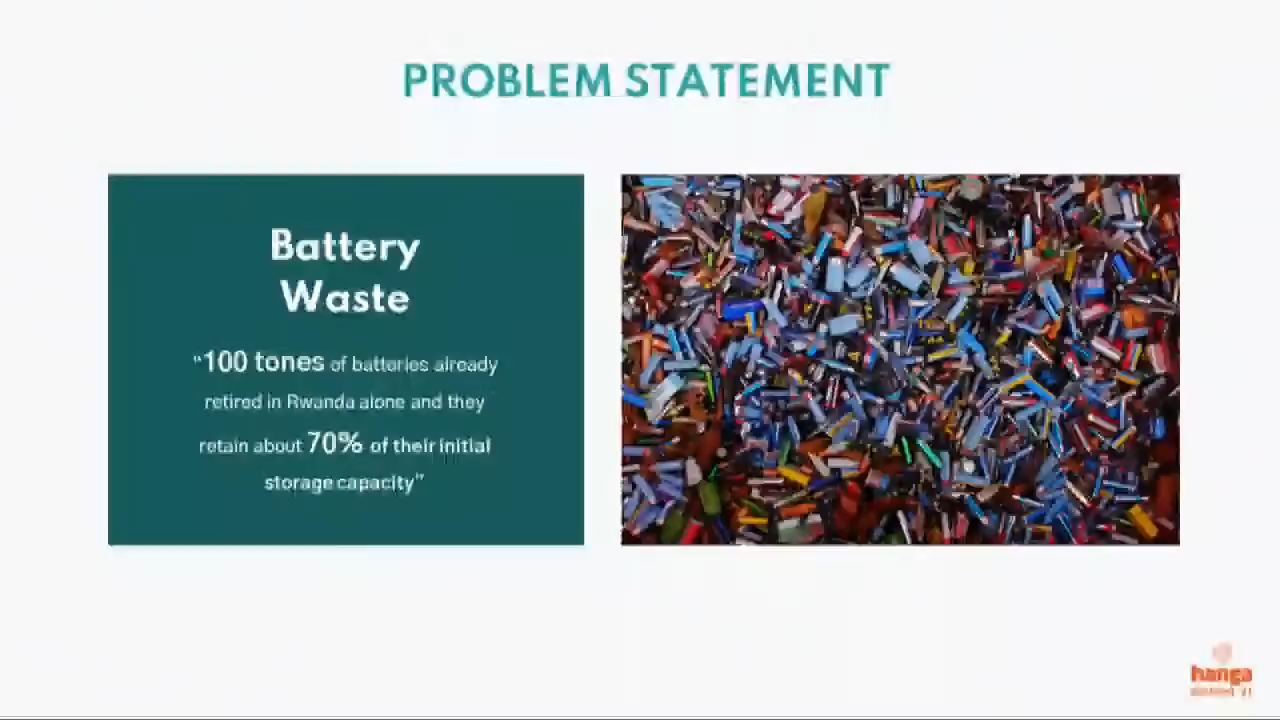 PROBLEM STATEMENT
Battery
Waste
"100 tones of batteries already
retired in Rwanda alone and they
retain about 70% of their initial
storage capacity"
hanga